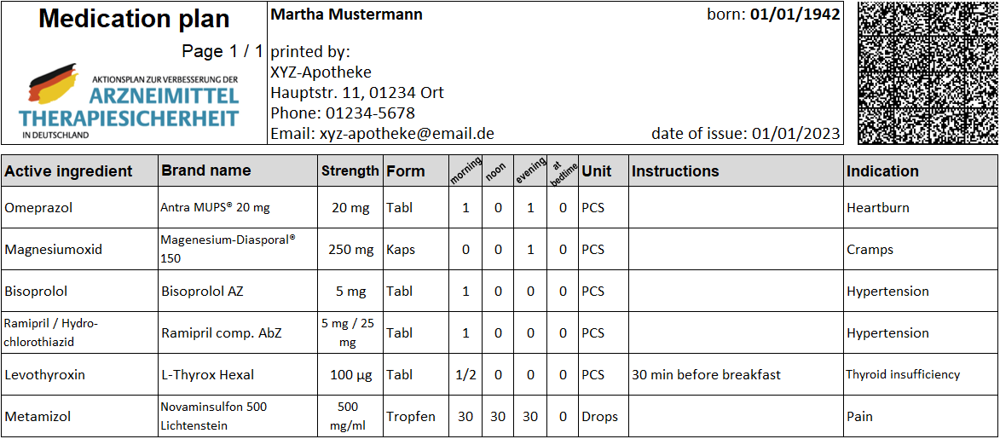 Medication plan
Page 1 / 1
AKTIONSPLAN ZUR VERBESSERUNG DER
ARZNEIMITTEL
THERAPIESICHERHEIT
IN DEUTSCHLAND
Martha Mustermann born: 01/01/1942
printed by:
XYZ-Apotheke
Hauptstr. 11, 01234 Ort
Phone: 01234-5678
Email: xyz-apotheke@email.de date of issue: 01/01/2023
Active ingredient Brand name Strength Form morning noon evening at bedtime Unit Instructions Indication
Omeprazol Antra MUPS® 20 mg 20 mg Tabl 1 0 1 0 PCS Heartburn
Magnesiumoxid Magenesium-Diasporal® 150 250 mg Kaps 0 0 1 0 PCS Cramps
Bisoprolol Bisoprolol AZ 5 mg Tabl 1 0 0 0 PCS Hypertension
Ramipril / Hydro-chlorothiazid Ramipril comp. AbZ 5 mg / 25 mg Tabl 1 0 0 0 PCS Hypertension
Levothyroxin L-Thyrox Hexal 100 µg Tabl 1/2 0 0 0 PCS 30 min before breakfast Thyroid insufficiency
Metamizol Novaminsulfon 500 Lichtenstein 500 mg/ml Tropfen 30 30 30 0 Drops Pain